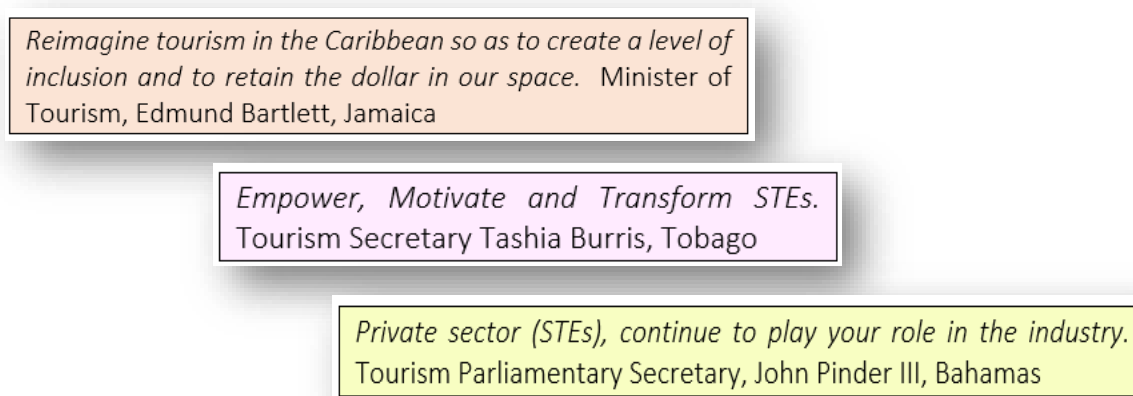 Reimagine tourism in the Caribbean so as to create a level of
inclusion and to retain the dollar in our space. Minister of
Tourism, Edmund Bartlett, Jamaica
Empower, Motivate and Transform STEs.
Tourism Secretary Tashia Burris, Tobago
Private sector (STEs), continue to play your role in the industry.
Tourism Parliamentary Secretary, John Pinder III, Bahamas